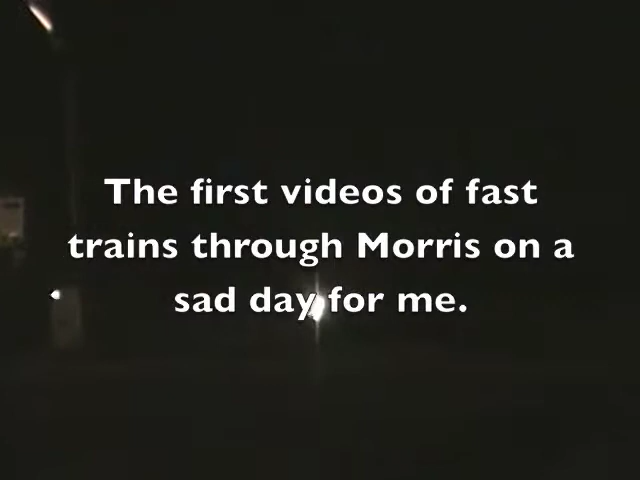 The first videos of fast
trains through Morris on a
sad day for me.